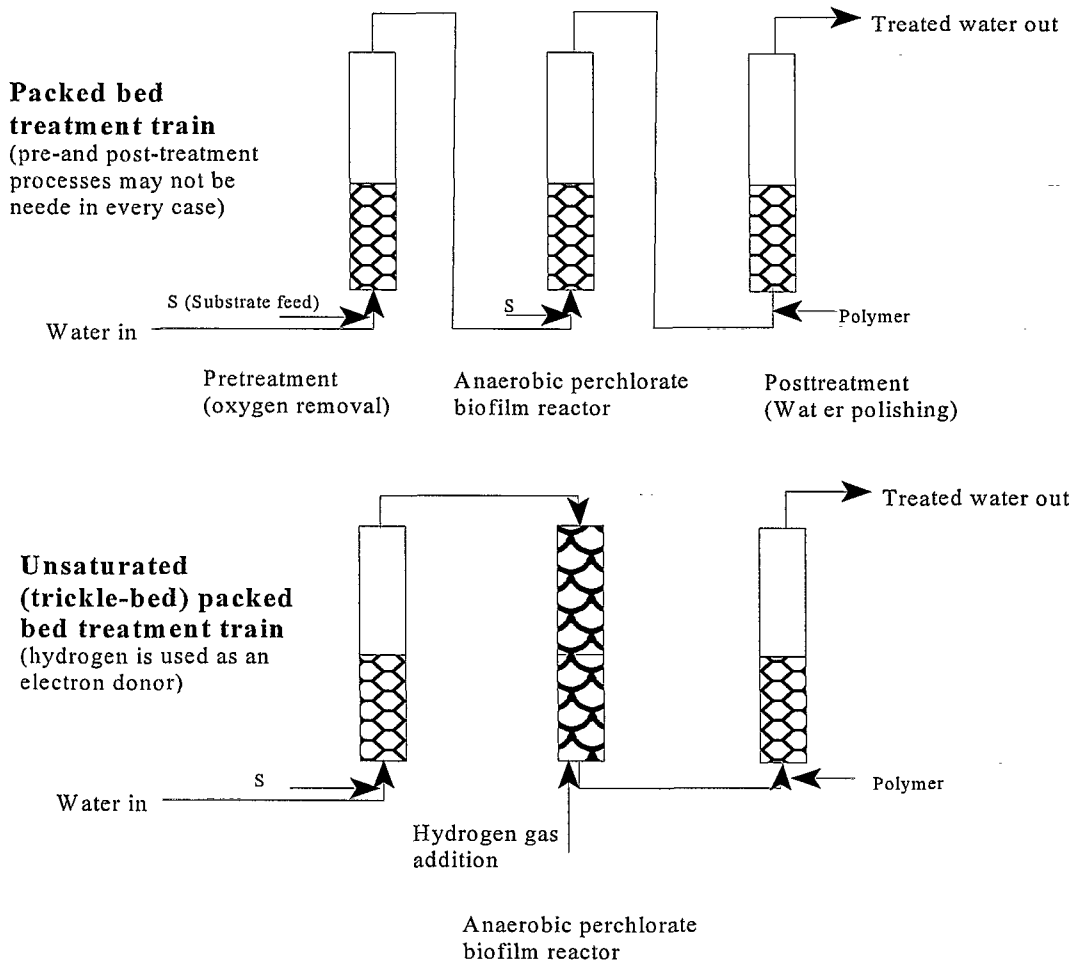 Treated water out
Packed bed
treatment train
(pre-and post-treatment
processes may not be
neede in every case)
S (Substrate feed)
Water in
S
Polymer
Pretreatment
(oxygen removal)
Anaerobic perchlorate
biofilm reactor
Posttreatment
(Wat er polishing)
Treated water out
Unsaturated
(trickle-bed) packed
bed treatment train
(hydrogen is used as an
electron donor)
S
Water in
Polymer
Hydrogen gas
addition
Anaerobic perchlorate
biofilm reactor